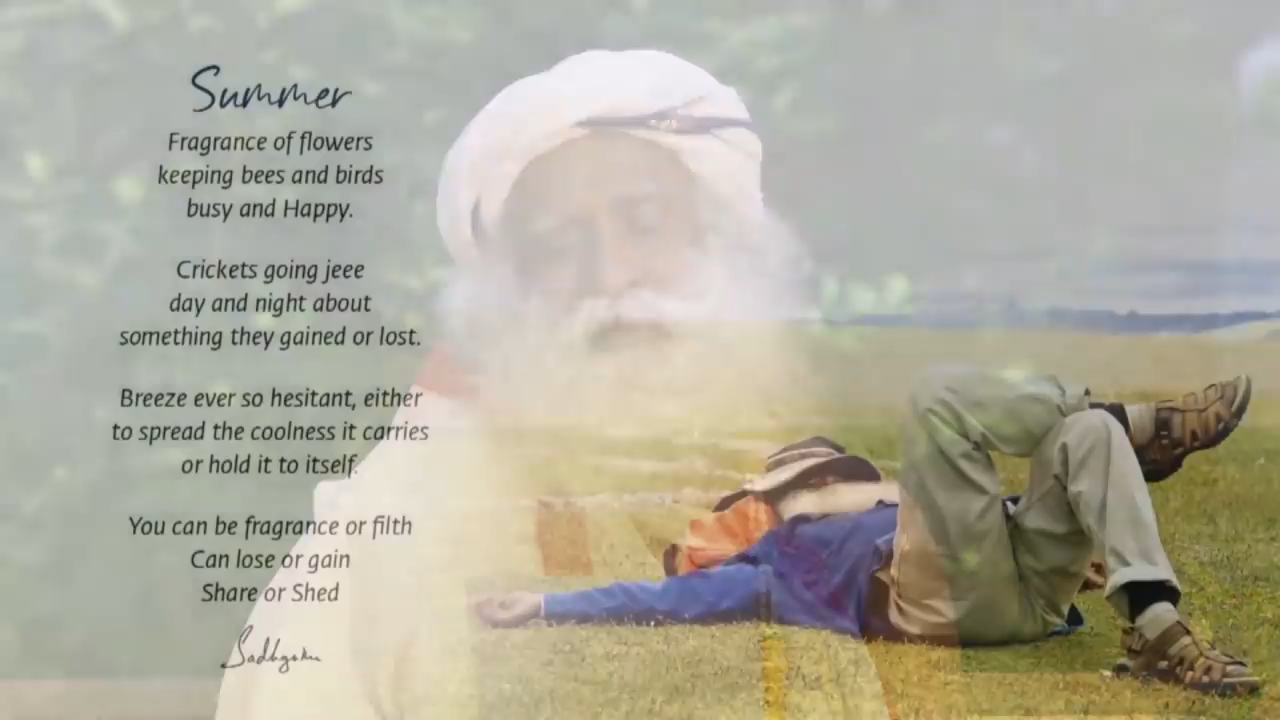 Summer
Fragrance of flowers
keeping bees and birds
busy and Happy.
Crickets going jeee
day and night about
something they gained or lost.
Breeze ever so hesitant, either
to spread the coolness it carries
or hold it to itself.
You can be fragrance or filth
Can lose or gain
Share or Shed
Sadhguru